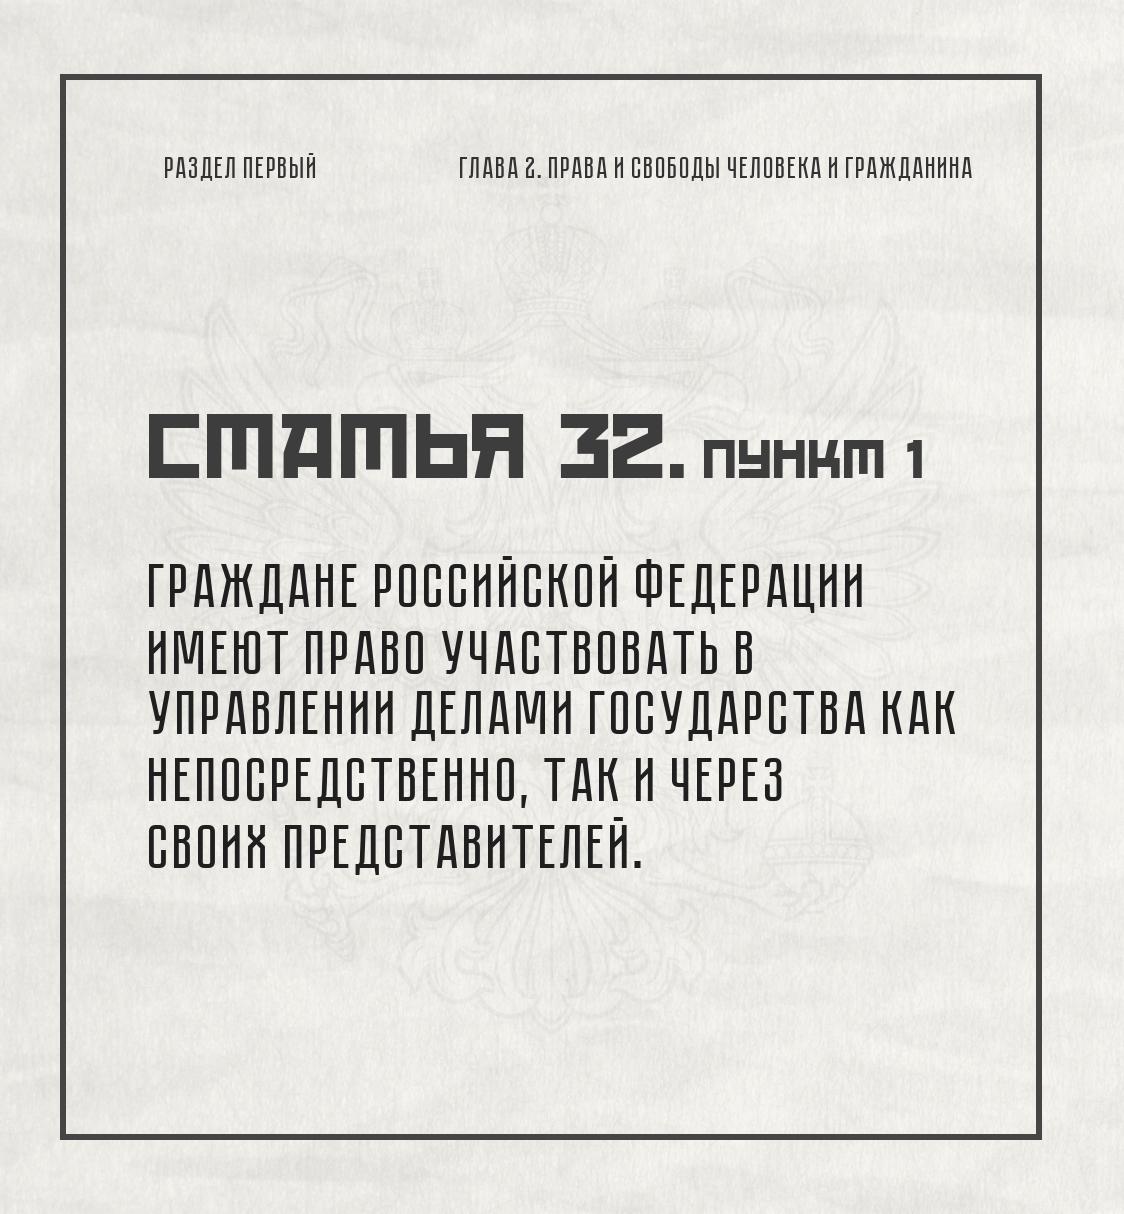 РАЗДЕЛ ПЕРВЫЙ
ГЛАВА 2. ПРАВА И СВОБОДЫ ЧЕЛОВЕКА И ГРАЖДАНИНА
СТАТЬЯ 32. ПУНКТ 1
ГРАЖДАНЕ РОССИЙСКОЙ ФЕДЕРАЦИИ
ИМЕЮТ ПРАВО УЧАСТВОВАТЬ В
УПРАВЛЕНИИ ДЕЛАМИ ГОСУДАРСТВА КАК
НЕПОСРЕДСТВЕННО, ТАК И ЧЕРЕЗ
СВОИХ ПРЕДСТАВИТЕЛЕЙ.